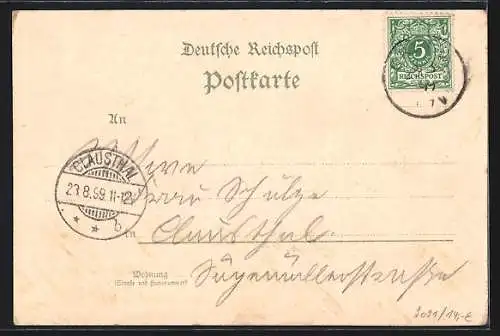 Deutsche Reichspost
Postkarte
5
REICHSPOST
An
CLAUSTHAL
23.8.99.11-12
* * b
Frau Schulze
in Clausthal.
Wohnung
(Straße und Hausnummer)